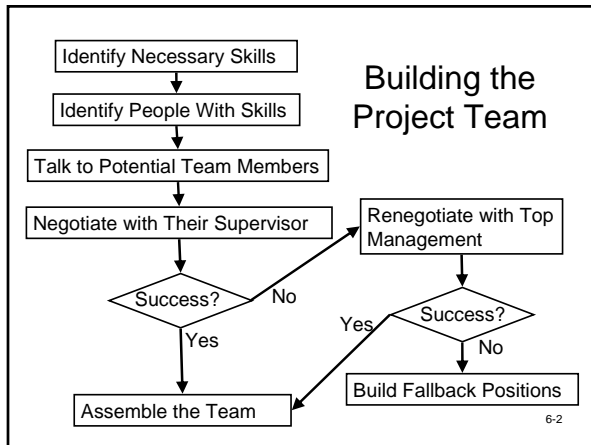 Building the
Project Team
Identify Necessary Skills
Identify People With Skills
Talk to Potential Team Members
Negotiate with Their Supervisor
Success?
No
Yes
Assemble the Team
Renegotiate with Top
Management
Success?
Yes
No
Build Fallback Positions
6-2